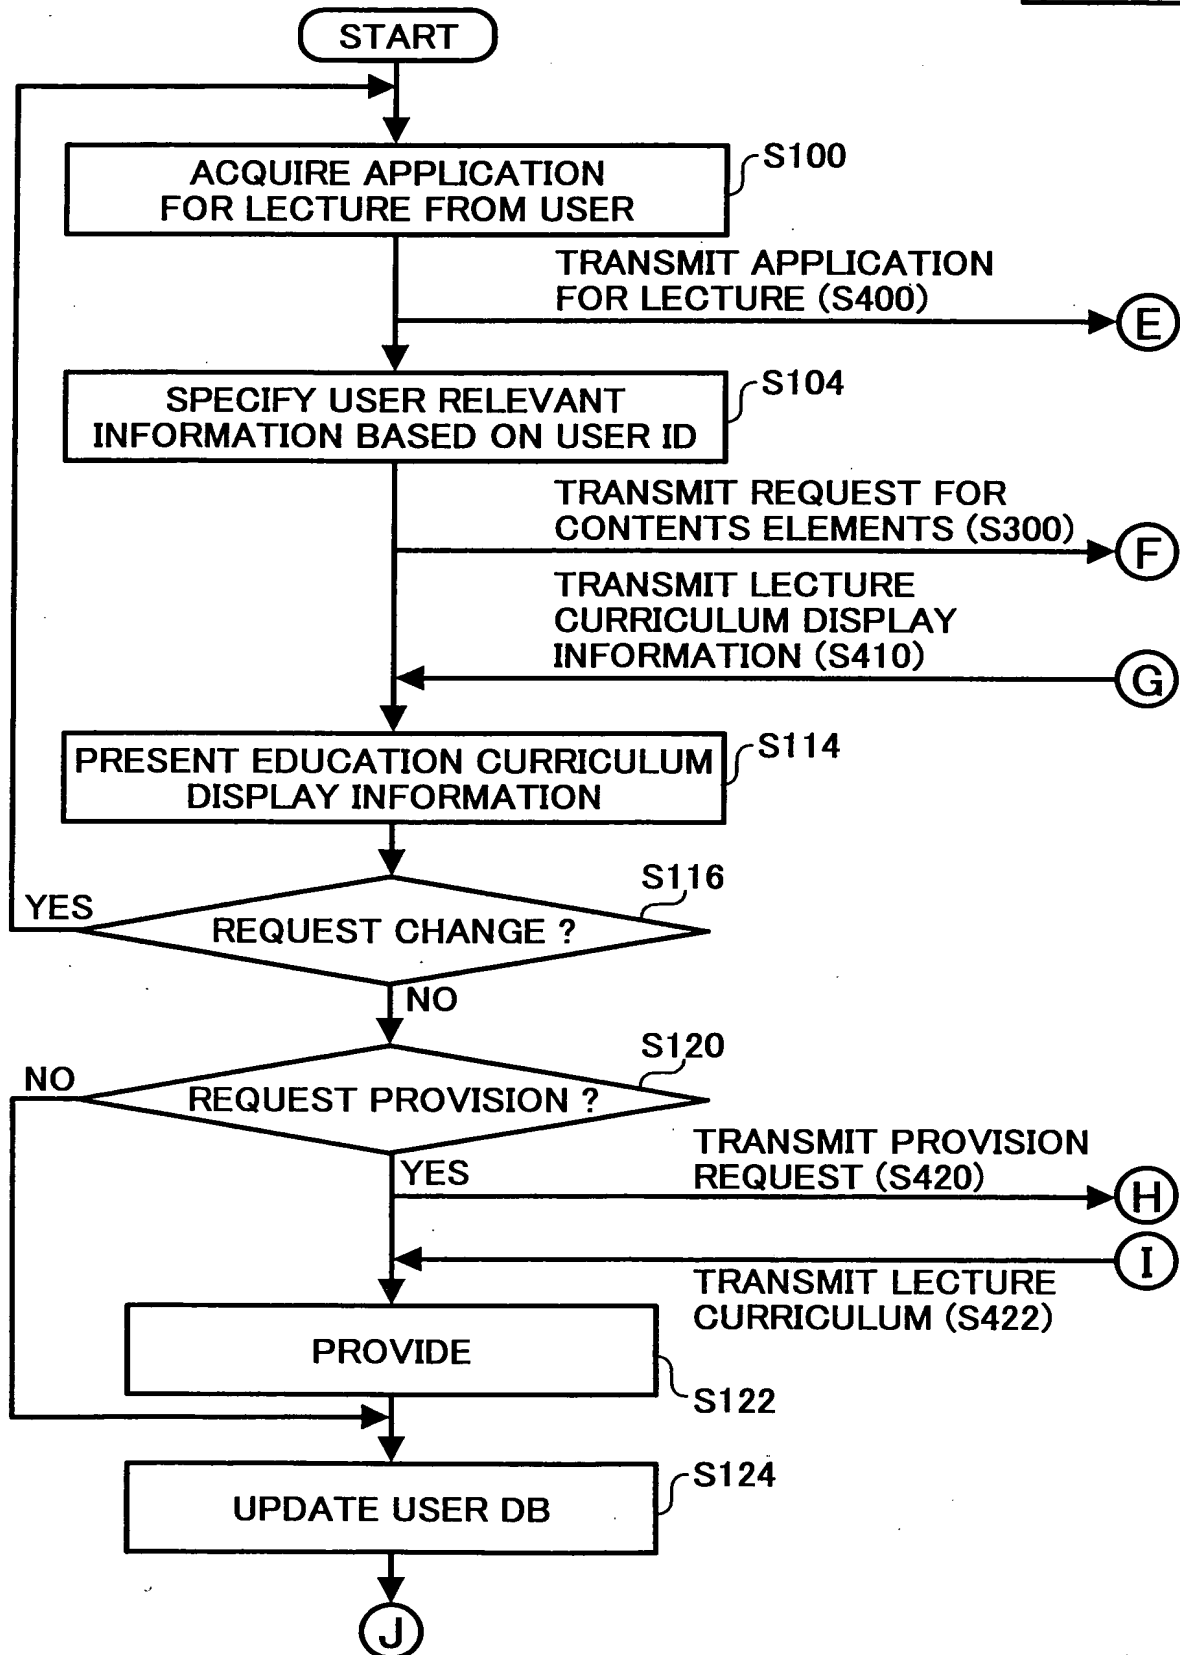 START
ACQUIRE APPLICATION
FOR LECTURE FROM USER
S100
TRANSMIT APPLICATION
FOR LECTURE (S400)
E
SPECIFY USER RELEVANT
INFORMATION BASED ON USER ID
S104
TRANSMIT REQUEST FOR
CONTENTS ELEMENTS (S300)
F
TRANSMIT LECTURE
CURRICULUM DISPLAY
INFORMATION (S410)
G
PRESENT EDUCATION CURRICULUM
DISPLAY INFORMATION
S114
S116
YES
REQUEST CHANGE ?
NO
S120
NO
REQUEST PROVISION ?
YES
TRANSMIT PROVISION
REQUEST (S420)
H
I
TRANSMIT LECTURE
CURRICULUM (S422)
PROVIDE
S122
UPDATE USER DB
S124
J